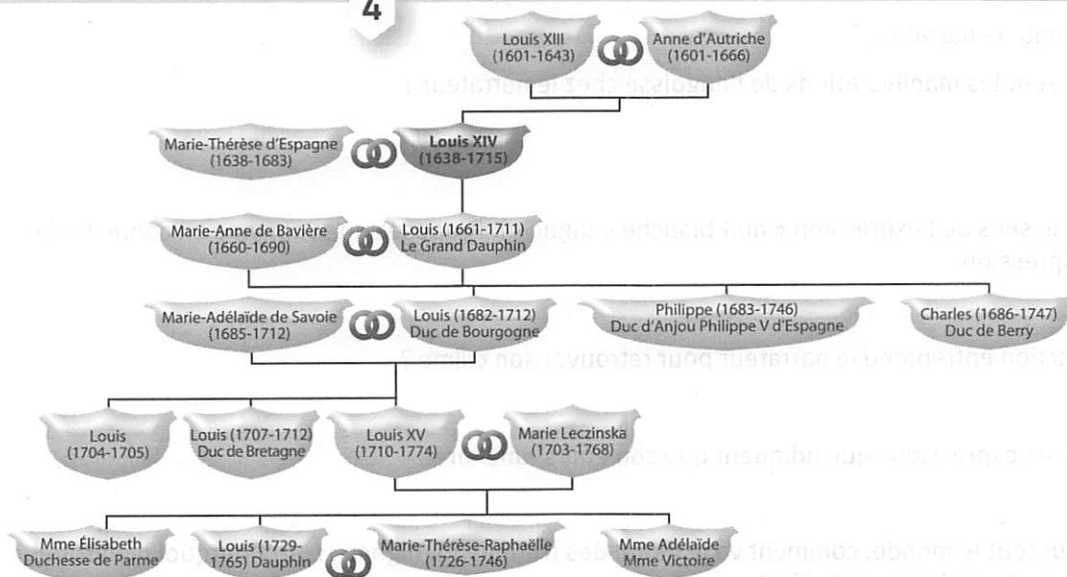 4
Louis XIII
(1601-1643)
Anne d'Autriche
(1601-1666)
Marie-Thérèse d'Espagne
(1638-1683)
Louis XIV
(1638-1715)
Marie-Anne de Bavière
(1660-1690)
Louis (1661-1711)
Le Grand Dauphin
Marie-Adélaïde de Savoie
(1685-1712)
Louis (1682-1712)
Duc de Bourgogne
Philippe (1683-1746)
Duc d'Anjou Philippe V d'Espagne
Charles (1686-1747)
Duc de Berry
Louis
(1704-1705)
Louis (1707-1712)
Duc de Bretagne
Louis XV
(1710-1774)
Marie Leczinska
(1703-1768)
Mme Élisabeth
Duchesse de Parme
Louis (1729-
1765) Dauphin
Marie-Thérèse-Raphaëlle
(1726-1746)
Mme Adélaïde
Mme Victoire